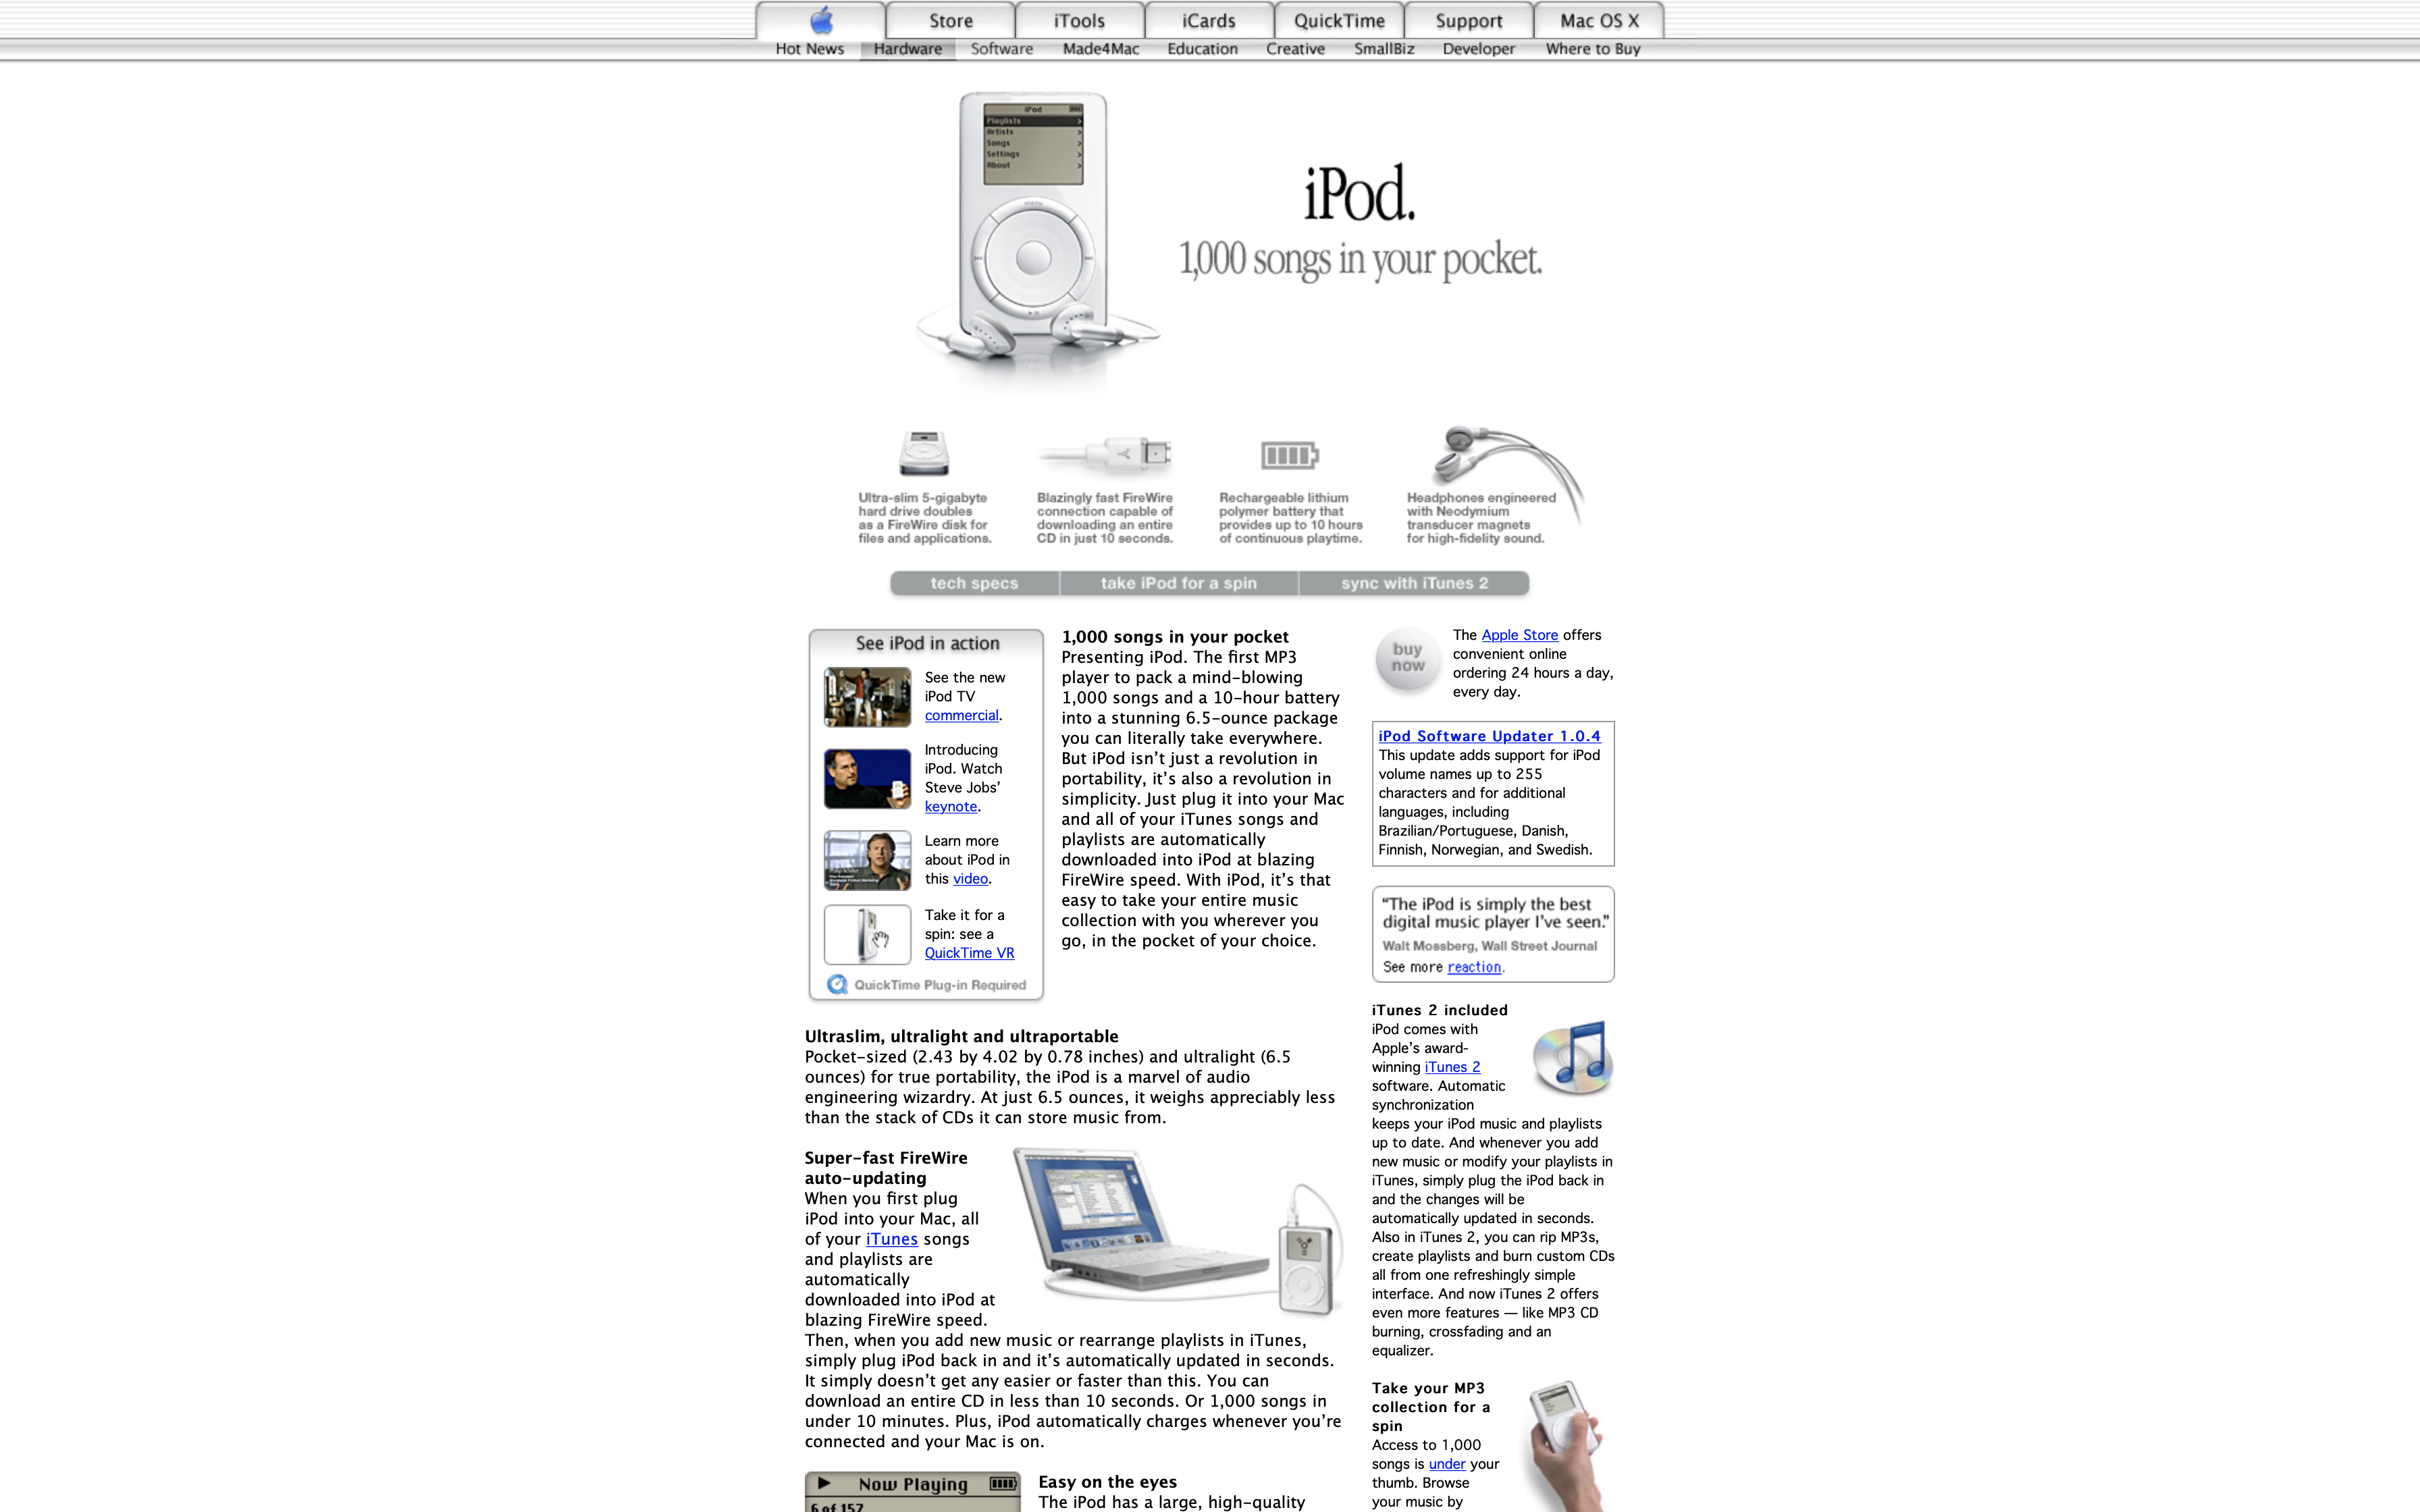 Store
iTools
iCards
QuickTime
Support
Mac OS X
Hot News
Hardware
Software
Made4Mac
Education
Creative
SmallBiz
Developer
Where to Buy
iPod
Playlists
Artists
Songs
Settings
About
iPod.
1,000 songs in your pocket.
Ultra-slim 5-gigabyte
hard drive doubles
as a FireWire disk for
files and applications.
Blazingly fast FireWire
connection capable of
downloading an entire
CD in just 10 seconds.
Rechargeable lithium
polymer battery that
provides up to 10 hours
of continuous playtime.
Headphones engineered
with Neodymium
transducer magnets
for high-fidelity sound.
tech specs
take iPod for a spin
sync with iTunes 2
See iPod in action
See the new
iPod TV
commercial.
Introducing
iPod. Watch
Steve Jobs’
keynote.
Learn more
about iPod in
this video.
Take it for a
spin: see a
QuickTime VR
QuickTime Plug-in Required
1,000 songs in your pocket
Presenting iPod. The first MP3
player to pack a mind-blowing
1,000 songs and a 10-hour battery
into a stunning 6.5-ounce package
you can literally take everywhere.
But iPod isn’t just a revolution in
portability, it’s also a revolution in
simplicity. Just plug it into your Mac
and all of your iTunes songs and
playlists are automatically
downloaded into iPod at blazing
FireWire speed. With iPod, it’s that
easy to take your entire music
collection with you wherever you
go, in the pocket of your choice.
Ultraslim, ultralight and ultraportable
Pocket-sized (2.43 by 4.02 by 0.78 inches) and ultralight (6.5
ounces) for true portability, the iPod is a marvel of audio
engineering wizardry. At just 6.5 ounces, it weighs appreciably less
than the stack of CDs it can store music from.
Super-fast FireWire
auto-updating
When you first plug
iPod into your Mac, all
of your iTunes songs
and playlists are
automatically
downloaded into iPod at
blazing FireWire speed.
Then, when you add new music or rearrange playlists in iTunes,
simply plug iPod back in and it’s automatically updated in seconds.
It simply doesn’t get any easier or faster than this. You can
download an entire CD in less than 10 seconds. Or 1,000 songs in
under 10 minutes. Plus, iPod automatically charges whenever you’re
connected and your Mac is on.
Now Playing
6 of 157
Easy on the eyes
The iPod has a large, high-quality
buy
now
The Apple Store offers
convenient online
ordering 24 hours a day,
every day.
iPod Software Updater 1.0.4
This update adds support for iPod
volume names up to 255
characters and for additional
languages, including
Brazilian/Portuguese, Danish,
Finnish, Norwegian, and Swedish.
“The iPod is simply the best
digital music player I’ve seen.”
Walt Mossberg, Wall Street Journal
See more reaction.
iTunes 2 included
iPod comes with
Apple’s award-
winning iTunes 2
software. Automatic
synchronization
keeps your iPod music and playlists
up to date. And whenever you add
new music or modify your playlists in
iTunes, simply plug the iPod back in
and the changes will be
automatically updated in seconds.
Also in iTunes 2, you can rip MP3s,
create playlists and burn custom CDs
all from one refreshingly simple
interface. And now iTunes 2 offers
even more features — like MP3 CD
burning, crossfading and an
equalizer.
Take your MP3
collection for a
spin
Access to 1,000
songs is under your
thumb. Browse
your music by